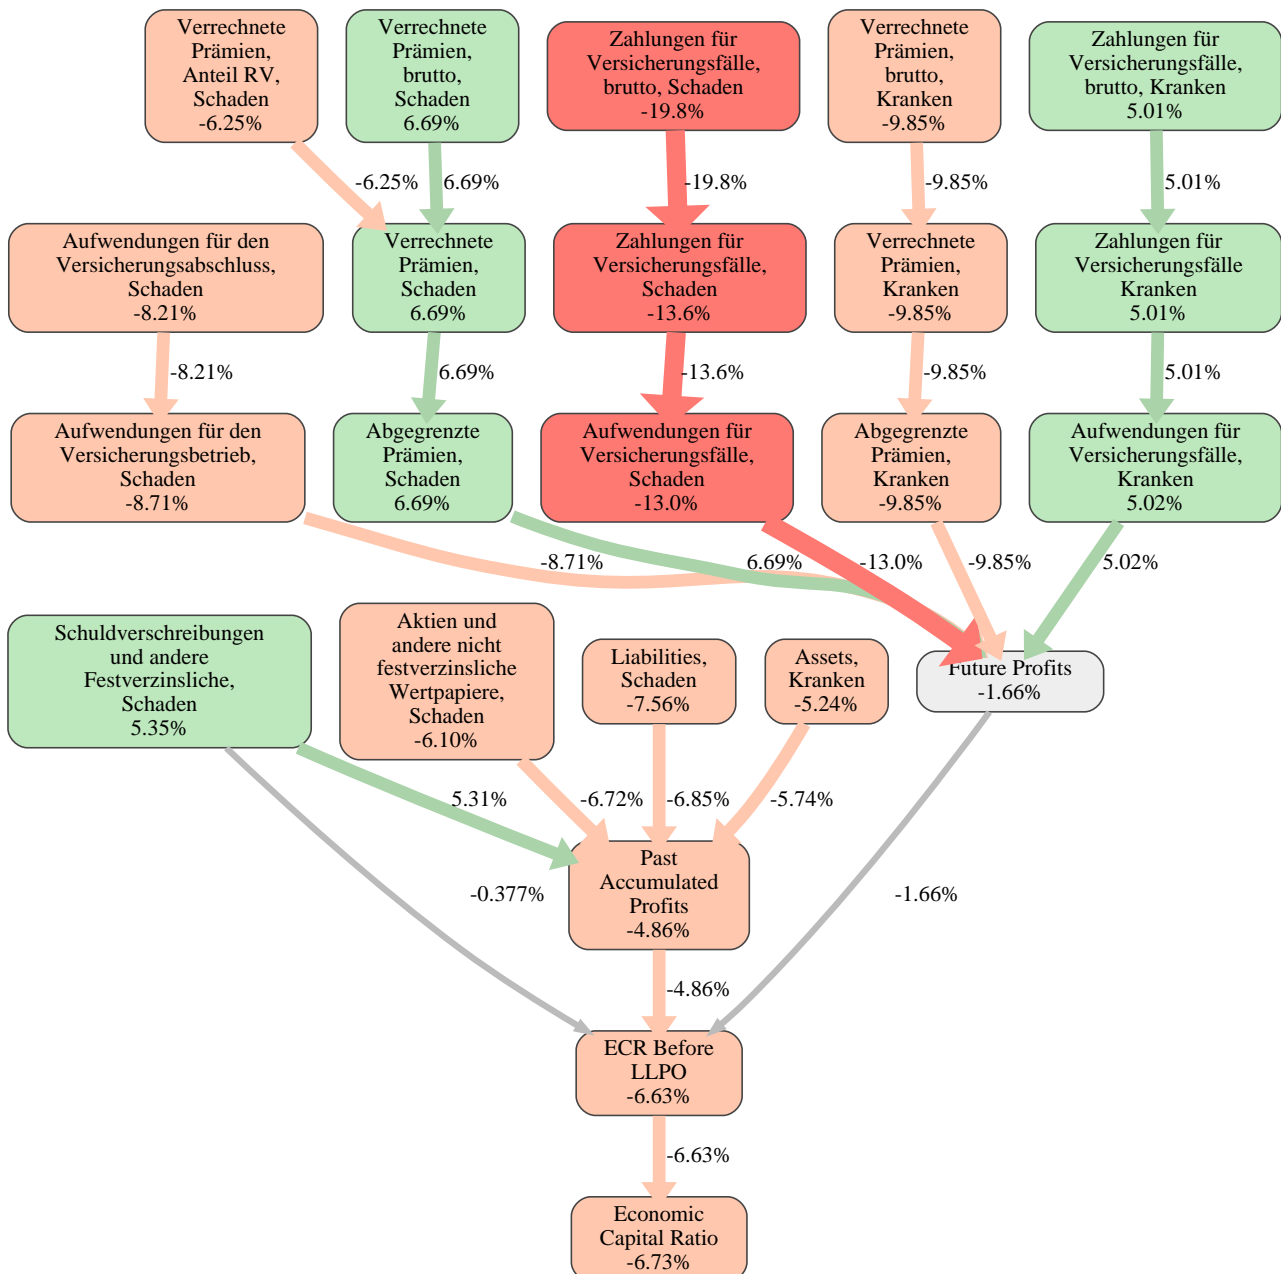 Verrechnete
Prämien,
Anteil RV,
Schaden
-6.25%
Verrechnete
Prämien,
brutto,
Schaden
6.69%
Zahlungen für
Versicherungsfälle,
brutto, Schaden
-19.8%
Verrechnete
Prämien,
brutto,
Kranken
-9.85%
Zahlungen für
Versicherungsfälle,
brutto, Kranken
5.01%
-6.25%
6.69%
-19.8%
-9.85%
5.01%
Aufwendungen für den
Versicherungsabschluss,
Schaden
-8.21%
Verrechnete
Prämien,
Schaden
6.69%
Zahlungen für
Versicherungsfälle,
Schaden
-13.6%
Verrechnete
Prämien,
Kranken
-9.85%
Zahlungen für
Versicherungsfälle
Kranken
5.01%
-8.21%
6.69%
-13.6%
-9.85%
5.01%
Aufwendungen für den
Versicherungsbetrieb,
Schaden
-8.71%
Abgegrenzte
Prämien,
Schaden
6.69%
Aufwendungen für
Versicherungsfälle,
Schaden
-13.0%
Abgegrenzte
Prämien,
Kranken
-9.85%
Aufwendungen für
Versicherungsfälle,
Kranken
5.02%
-8.71%
6.69%
-13.0%
-9.85%
5.02%
Schuldverschreibungen
und andere
Festverzinsliche,
Schaden
5.35%
Aktien und
andere nicht
festverzinsliche
Wertpapiere,
Schaden
-6.10%
Liabilities,
Schaden
-7.56%
Assets,
Kranken
-5.24%
Future Profits
-1.66%
5.31%
-6.72%
-6.85%
-5.74%
Past
Accumulated
Profits
-4.86%
-0.377%
-1.66%
-4.86%
ECR Before
LLPO
-6.63%
-6.63%
Economic
Capital Ratio
-6.73%